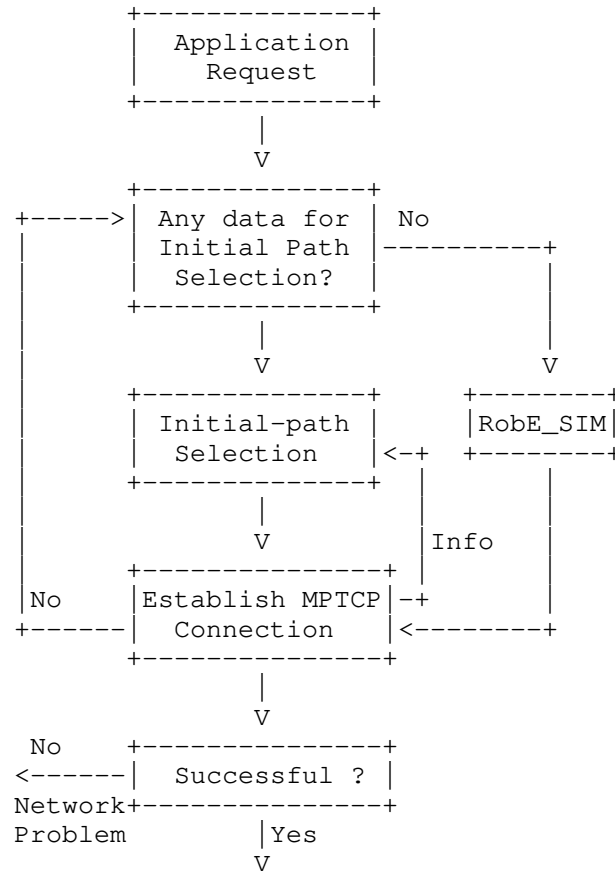 Application
Request
Any data for No
Initial Path
Selection?
Initial-path RobE_SIM
Selection
Info
No Establish MPTCP
Connection
No
Successful ?
Network
Problem Yes